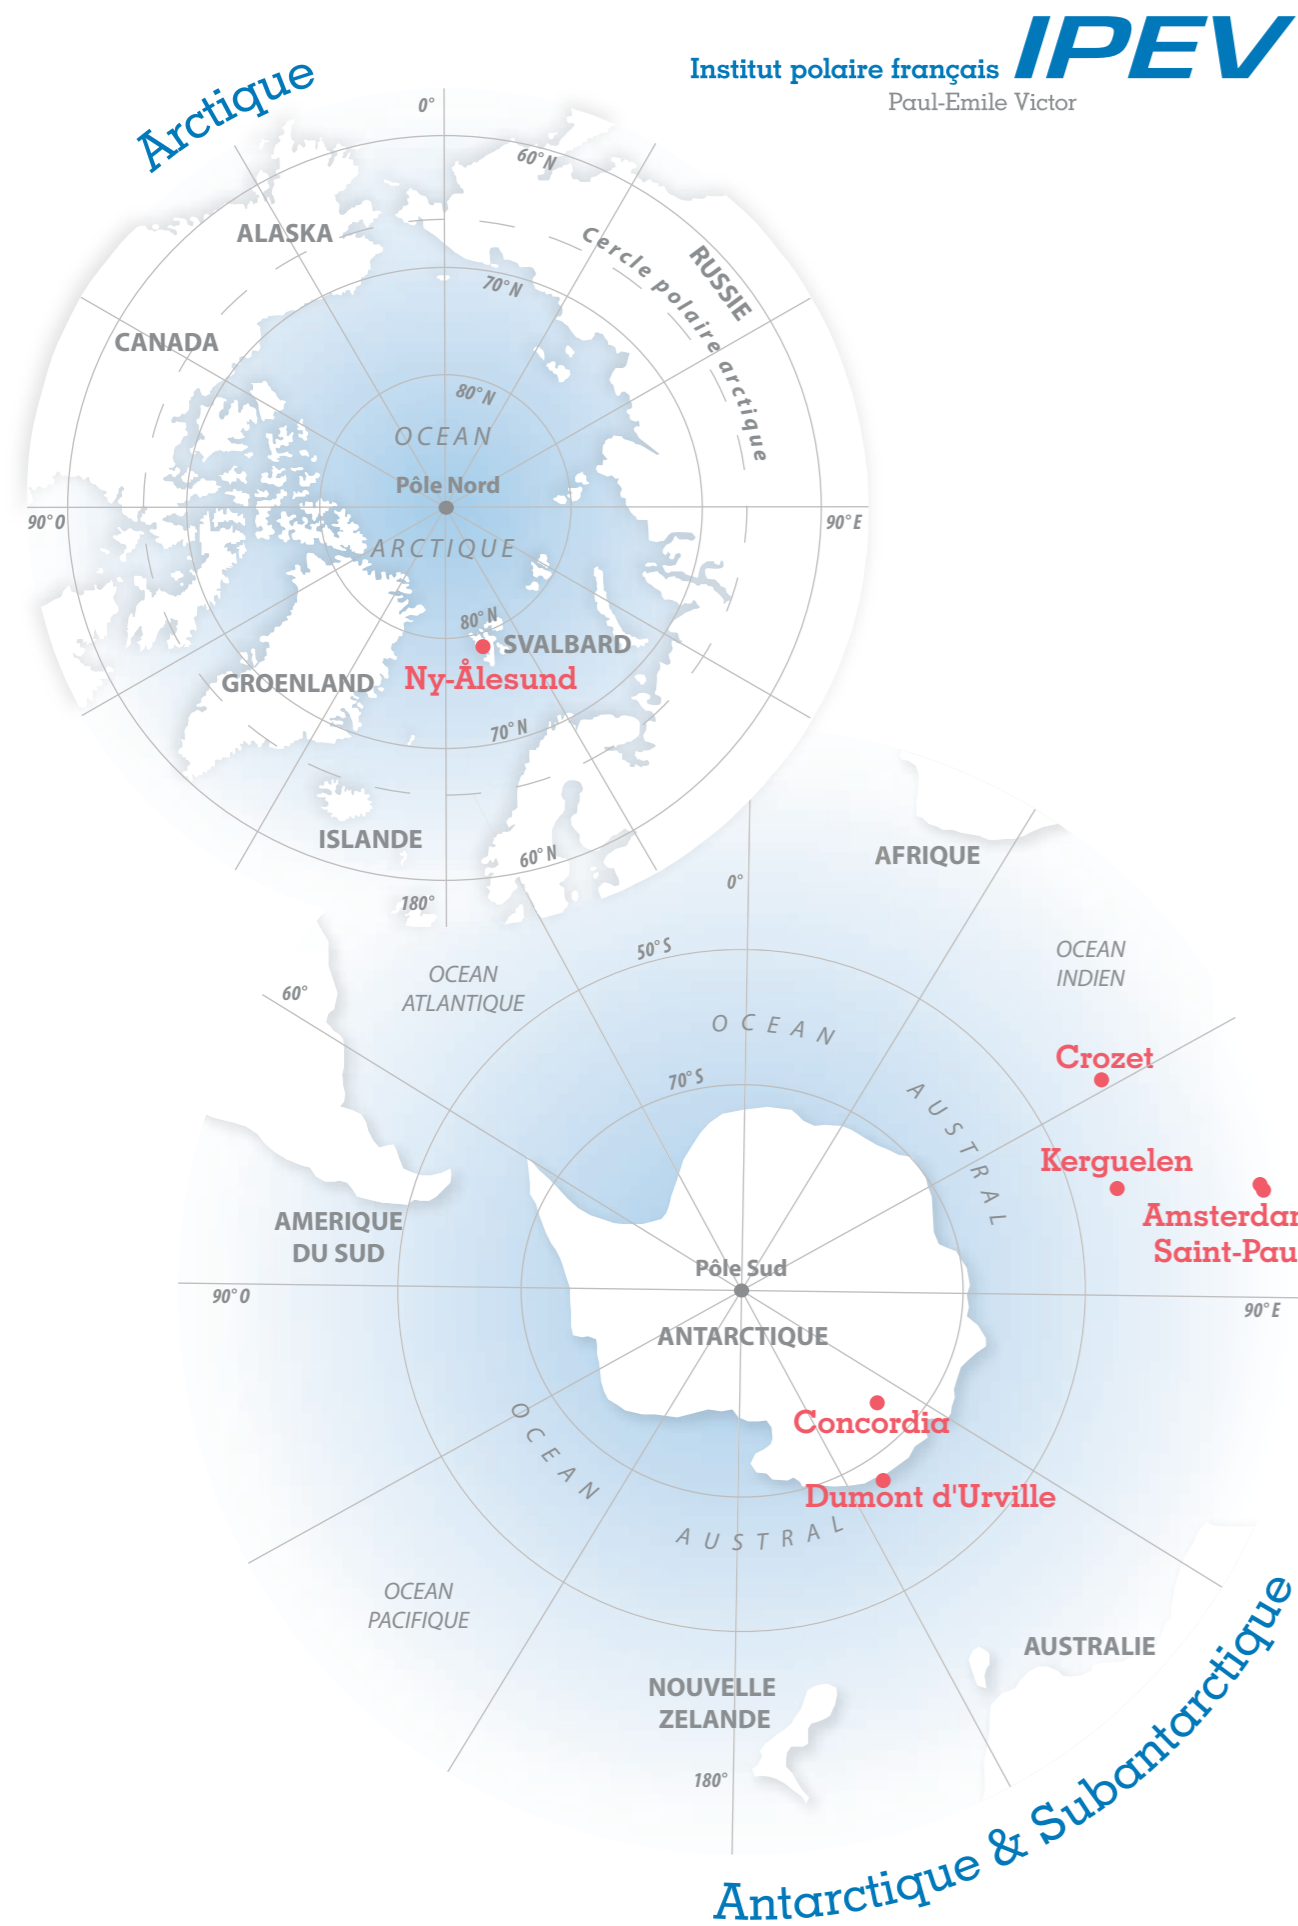 Institut polaire français IPEV
Paul-Emile Victor
Arctique
0°
60°N
ALASKA
Cercle polaire arctique
RUSSIE
70°N
CANADA
80°N
OCEAN
Pôle Nord
90°O
90°E
ARCTIQUE
80°N
SVALBARD
Ny-Ålesund
GROENLAND
70°N
ISLANDE
60°N
180°
AFRIQUE
0°
50°S
OCEAN
INDIEN
OCEAN
ATLANTIQUE
60°
OCEAN
AUSTRAL
Crozet
70°S
Kerguelen
Amsterdam
Saint-Pau
AMERIQUE
DU SUD
Pôle Sud
90°O
90°E
ANTARCTIQUE
Concordia
OCEAN
AUSTRAL
Dumont d'Urville
OCEAN
PACIFIQUE
AUSTRALIE
NOUVELLE
ZELANDE
180°
Antarctique & Subantarctique